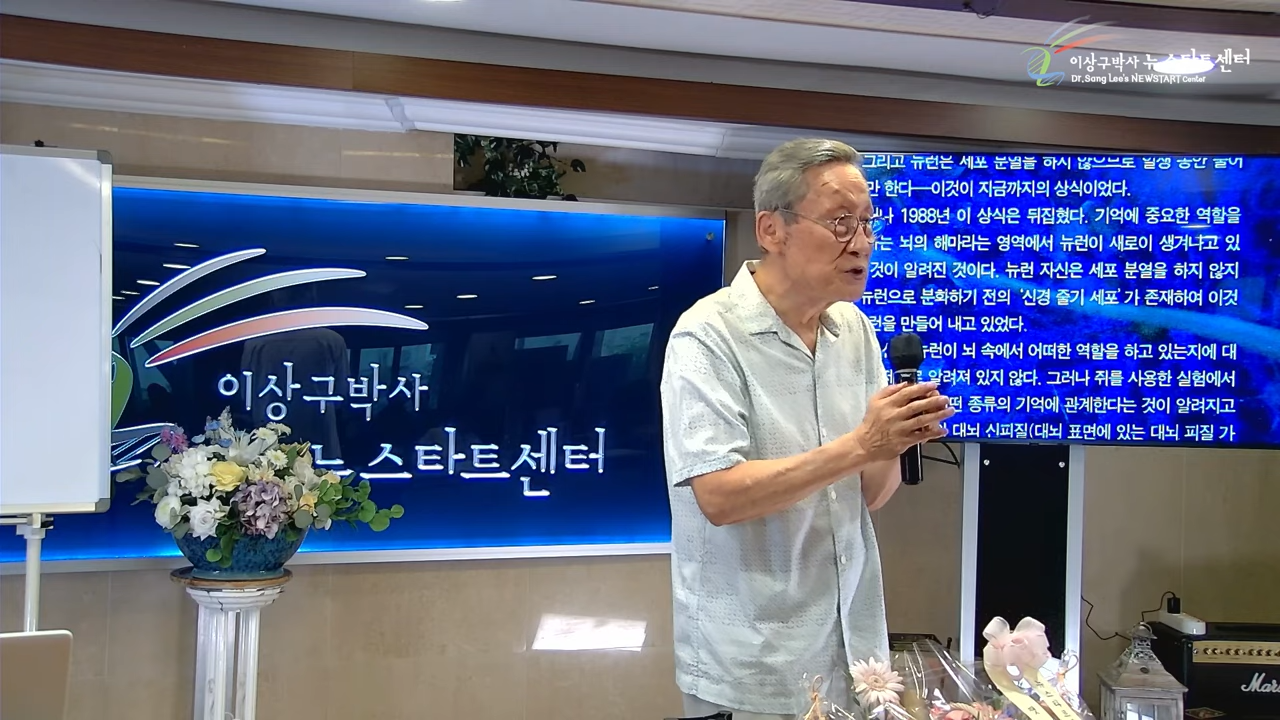 이상구박사 뉴스타트센터
Dr. Sang Lee's NEWSTART Center
이상구박사
뉴스타트센터
그리고 뉴런은 세포 분열을 하지 않으므로 일생 동안 줄어
만 한다—이것이 지금까지의 상식이었다.
1988년 이 상식은 뒤집혔다. 기억에 중요한 역할을
뇌의 해마라는 영역에서 뉴런이 새로이 생겨나고 있
것이 알려진 것이다. 뉴런 자신은 세포 분열을 하지 않지
뉴런으로 분화하기 전의 '신경 줄기 세포'가 존재하여 이것
런을 만들어 내고 있었다.
뉴런이 뇌 속에서 어떠한 역할을 하고 있는지에 대
알려져 있지 않다. 그러나 쥐를 사용한 실험에서
떤 종류의 기억에 관계한다는 것이 알려지고
대뇌 신피질(대뇌 표면에 있는 대뇌 피질 가
Mar